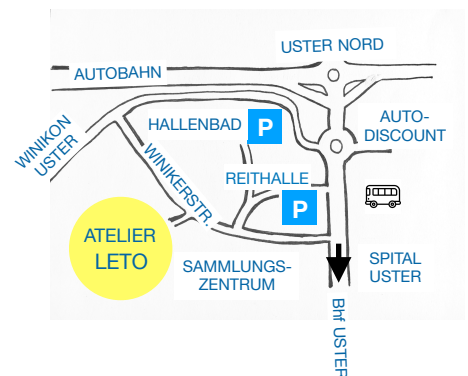 USTER NORD
AUTOBAHN
HALLENBAD P
AUTO-
DISCOUNT
WINIKON
USTER
WINIKERSTR.
REITHALLE
P
ATELIER
LETO
SAMMLUNGS-
ZENTRUM
SPITAL
USTER
Bhf USTER